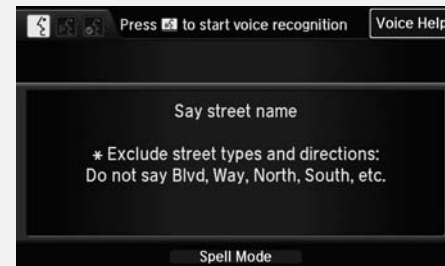 Press to start voice recognition
Voice Help
Say street name
* Exclude street types and directions:
Do not say Blvd, Way, North, South, etc.
Spell Mode